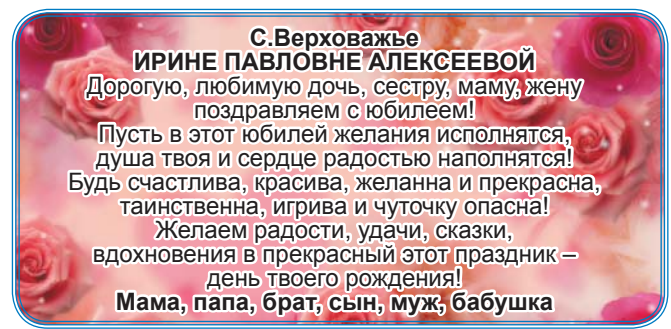 С.Верховажье
ИРИНЕ ПАВЛОВНЕ АЛЕКСЕЕВОЙ
Дорогую, любимую дочь, сестру, маму, жену
поздравляем с юбилеем!
Пусть в этот юбилей желания исполнятся,
душа твоя и сердце радостью наполнятся!
Будь счастлива, красива, желанна и прекрасна,
таинственна, игрива и чуточку опасна!
Желаем радости, удачи, сказки,
вдохновения в прекрасный этот праздник –
день твоего рождения!
Мама, папа, брат, сын, муж, бабушка